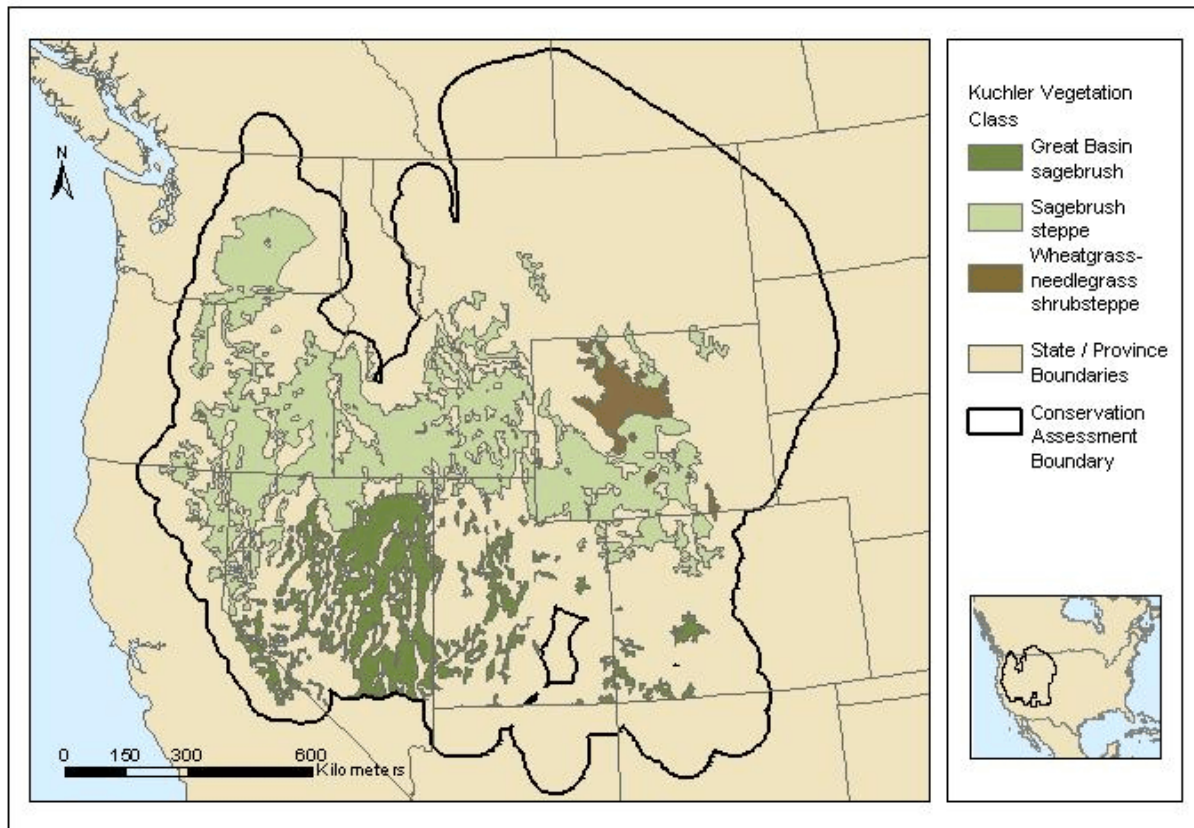 N
0 150 300 600
Kilometers
Kuchler Vegetation
Class
Great Basin
sagebrush
Sagebrush
steppe
Wheatgrass-
needlegrass
shrubsteppe
State / Province
Boundaries
Conservation
Assessment
Boundary